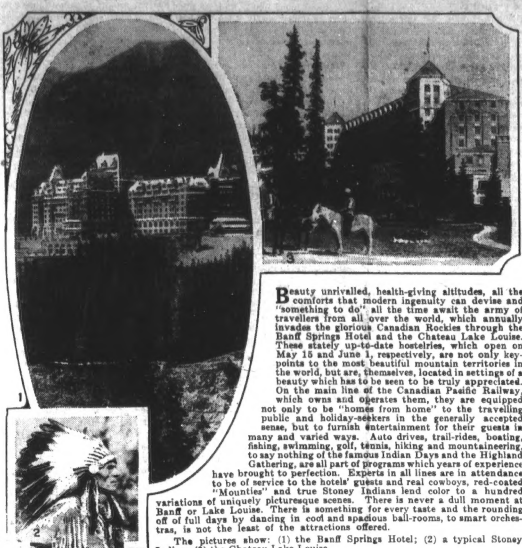 3
1
2
Beauty unrivalled, health-giving altitudes, all the
comforts that modern ingenuity can devise and
"something to do" all the time await the army of
travellers from all over the world, which annually
invades the glorious Canadian Rockies through the
Banff Springs Hotel and the Chateau Lake Louise.
These stately up-to-date hostelries, which open on
May 15 and June 1, respectively, are not only key-
points to the most beautiful mountain territories in
the world, but are, themselves, located in settings of a
beauty which has to be seen to be truly appreciated.
On the main line of the Canadian Pacific Railway,
which owns and operates them, they are equipped
not only to be "homes from home" to the travelling
public and holiday-seekers in the generally accepted
sense, but to furnish entertainment for their guests in
many and varied ways. Auto drives, trail-rides, boating,
fishing, swimming, golf, tennis, hiking and mountaineering,
to say nothing of the famous Indian Days and the Highland
Gathering, are all part of programs which years of experience
have brought to perfection. Experts in all lines are in attendance
to be of service to the hotels' guests and real cowboys, red-coated
"Mounties" and true Stoney Indians lend color to a hundred
variations of uniquely picturesque scenes. There is never a dull moment at
Banff or Lake Louise. There is something for every taste and the rounding
off of full days by dancing in cool and spacious ball-rooms, to smart orches-
tras, is not the least of the attractions offered.
The pictures show: (1) the Banff Springs Hotel; (2) a typical Stoney
the Chateau Lake Louise